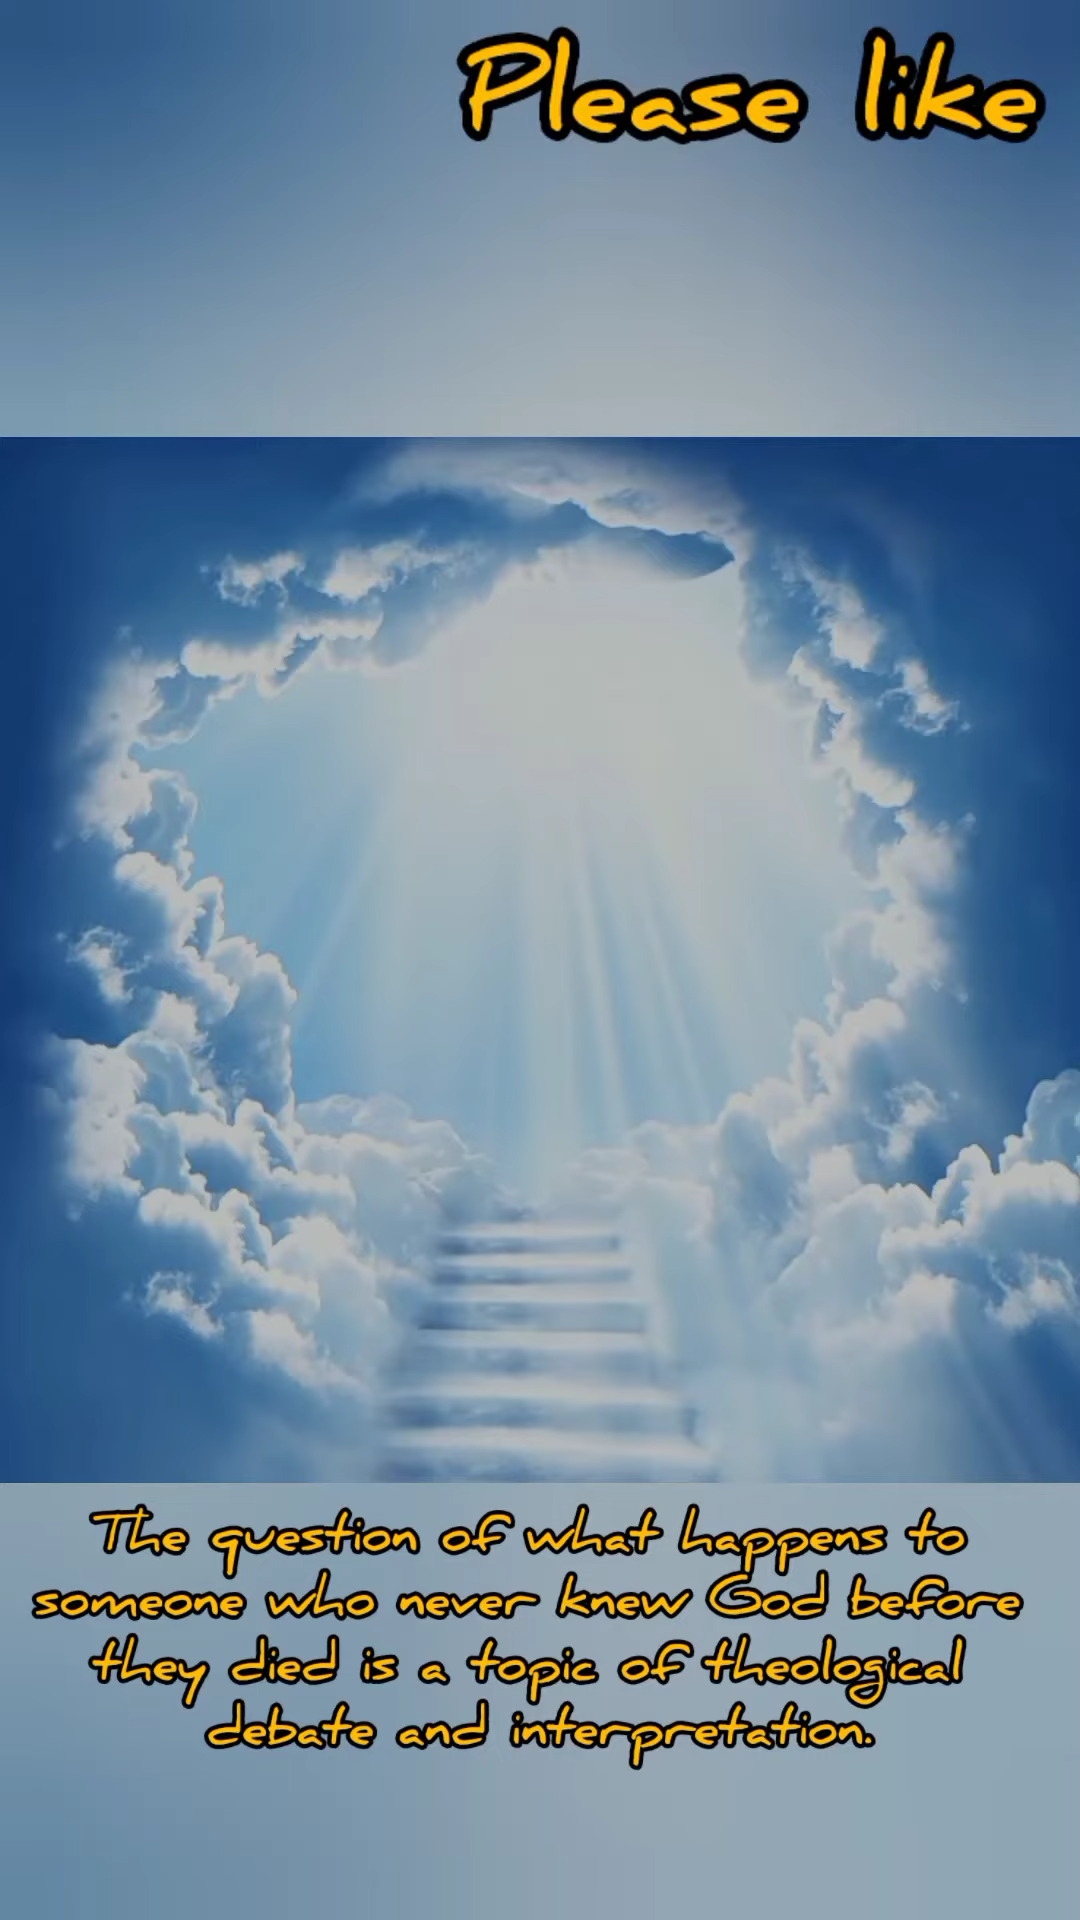 Please like
The question of what happens to
someone who never knew God before
they died is a topic of theological
debate and interpretation.